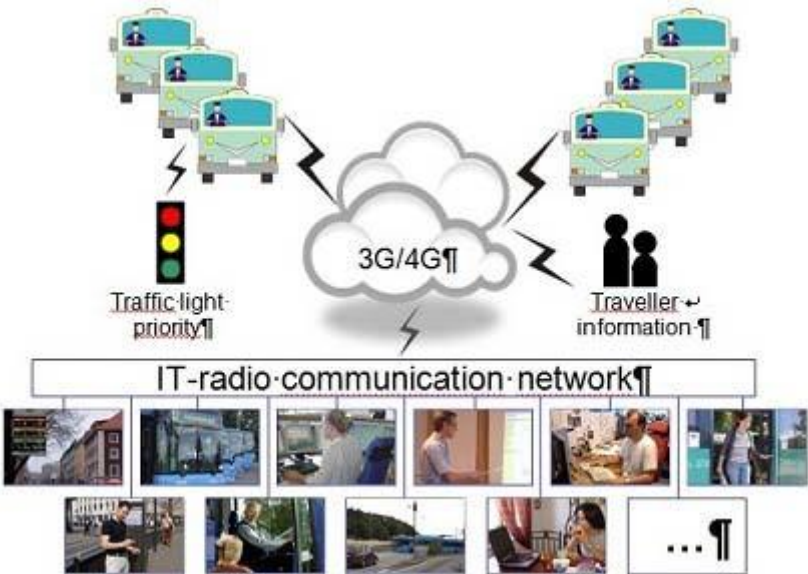 3G/4G¶
Traffic·light·
priority¶
Traveller·↵
information·¶
IT-radio·communication·network¶
...¶